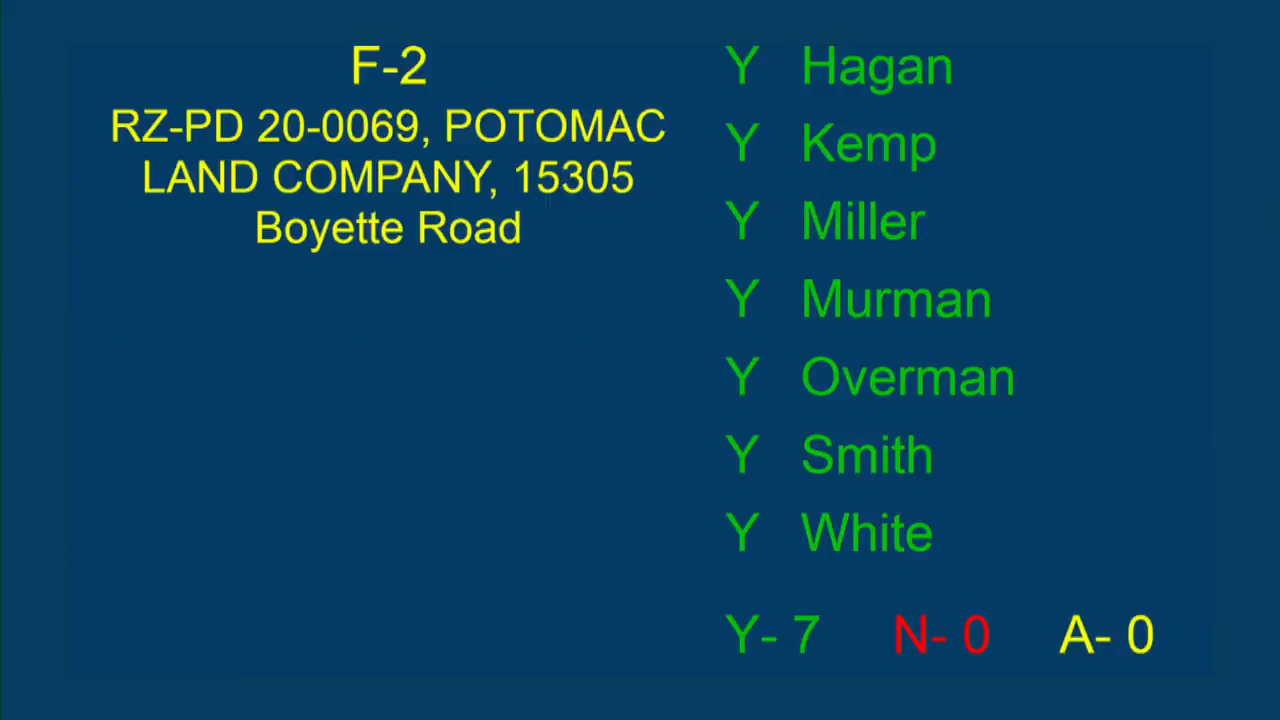 F-2
RZ-PD 20-0069, POTOMAC
LAND COMPANY, 15305
Boyette Road
Y Hagan
Y Kemp
Y Miller
Y Murman
Y Overman
Y Smith
Y White
Y- 7 N- 0 A- 0